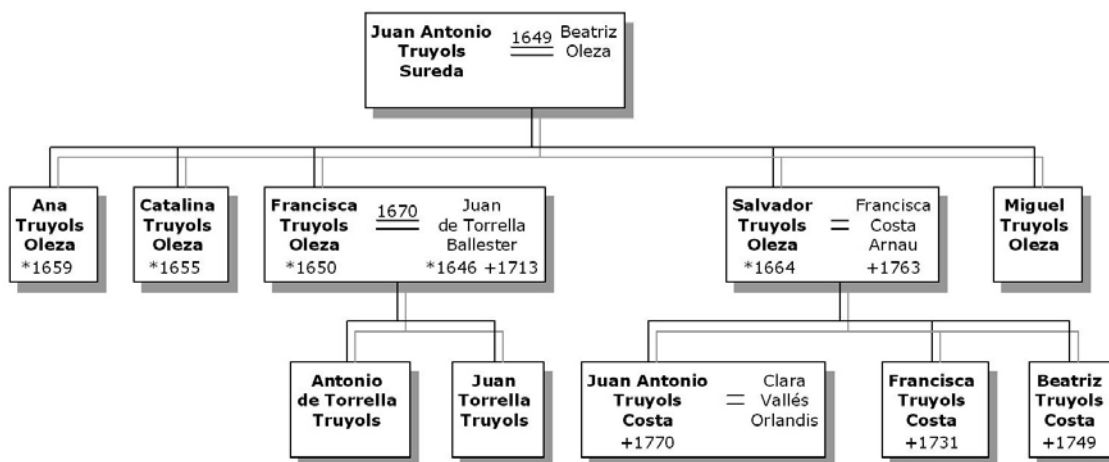 Juan Antonio
Truyols
Sureda
1649
Beatriz
Oleza
Ana
Truyols
Oleza
*1659
Catalina
Truyols
Oleza
*1655
Francisca
Truyols
Oleza
*1650
1670
Juan
de Torrella
Ballester
*1646 +1713
Salvador
Truyols
Oleza
*1664
Francisca
Costa
Arnau
+1763
Miguel
Truyols
Oleza
Antonio
de Torrella
Truyols
Juan
Torrella
Truyols
Juan Antonio
Truyols
Costa
+1770
Clara
Vallés
Orlandis
Francisca
Truyols
Costa
+1731
Beatriz
Truyols
Costa
+1749